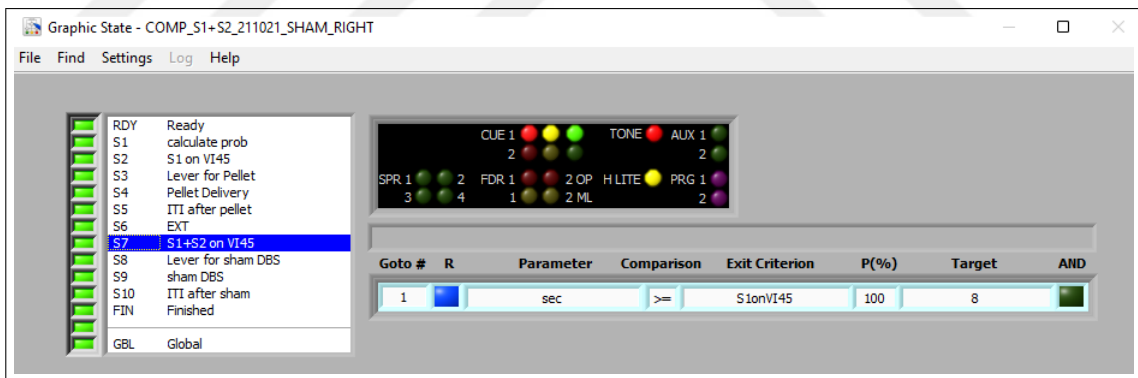 Graphic State - COMP_S1+S2_211021_SHAM_RIGHT
File Find Settings Log Help
RDY Ready
S1 calculate prob
S2 S1 on VI45
S3 Lever for Pellet
S4 Pellet Delivery
S5 ITI after pellet
S6 EXT
S7 S1+S2 on VI45
S8 Lever for sham DBS
S9 sham DBS
S10 ITI after sham
FIN Finished
GBL Global
CUE 1 TONE AUX 1
2 2
SPR 1 2 FDR 1 2 OP H LITE PRG 1
3 4 1 2 ML 2
Goto # R Parameter Comparison Exit Criterion P(%) Target AND
1 sec >= S1onVI45 100 8